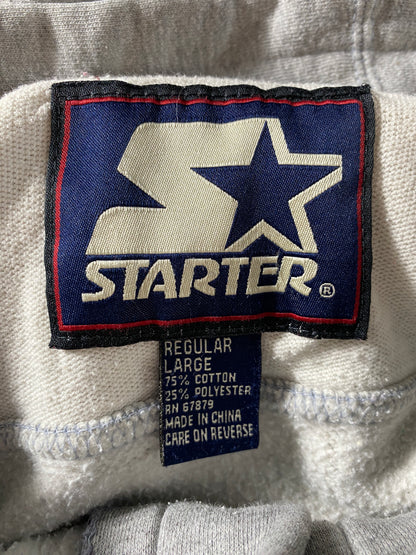 STARTER®
REGULAR
LARGE
75% COTTON
25% POLYESTER
RN 67879
MADE IN CHINA
CARE ON REVERSE